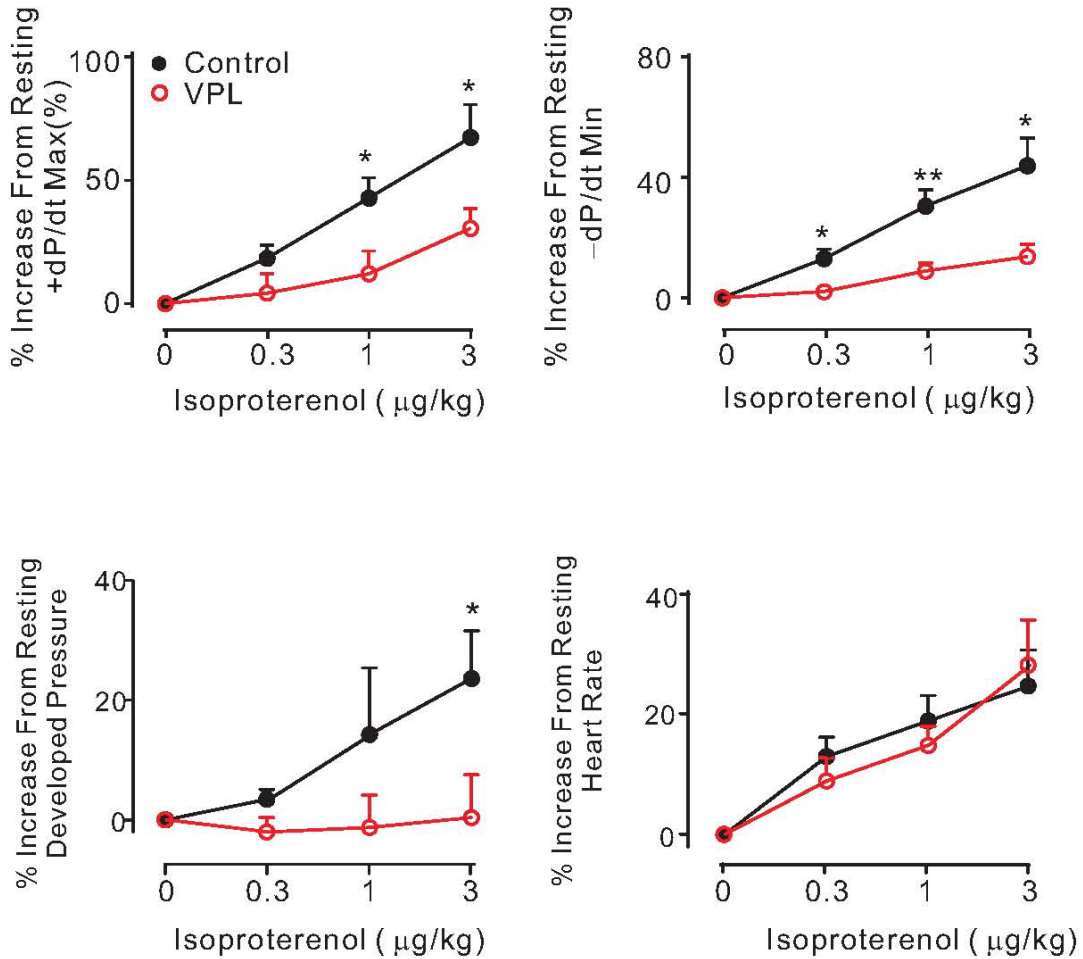 % Increase From Resting
+dP/dt Max(%)
100
50
0
Control
VPL
*
*
0 0.3 1 3
Isoproterenol ( μg/kg)
% Increase From Resting
–dP/dt Min
80
40
0
*
**
*
0 0.3 1 3
Isoproterenol ( μg/kg)
% Increase From Resting
Developed Pressure
40
20
0
*
0 0.3 1 3
Isoproterenol ( μg/kg)
% Increase From Resting
Heart Rate
40
20
0
0 0.3 1 3
Isoproterenol ( μg/kg)